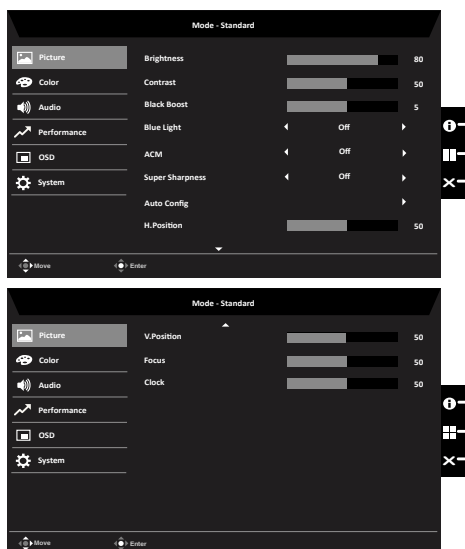 Mode - Standard
Picture
Brightness 80
Color
Contrast 50
Audio
Black Boost 5
Performance
Blue Light Off
OSD
ACM Off
System
Super Sharpness Off
Auto Config
H.Position 50
Move Enter
Mode - Standard
Picture
V.Position 50
Color
Focus 50
Audio
Clock 50
Performance
OSD
System
Move Enter